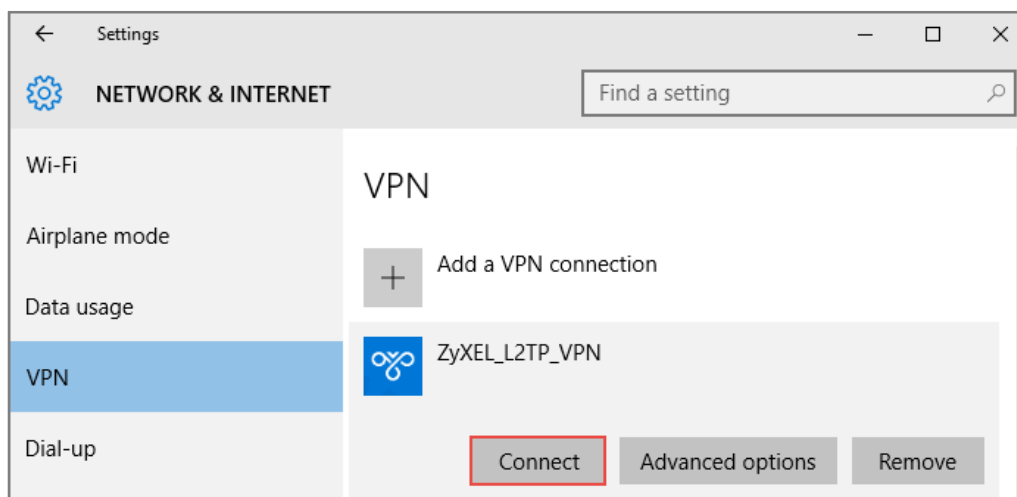 Settings
NETWORK & INTERNET
Find a setting
Wi-Fi
Airplane mode
Data usage
VPN
Dial-up
VPN
Add a VPN connection
ZyXEL_L2TP_VPN
Connect
Advanced options
Remove